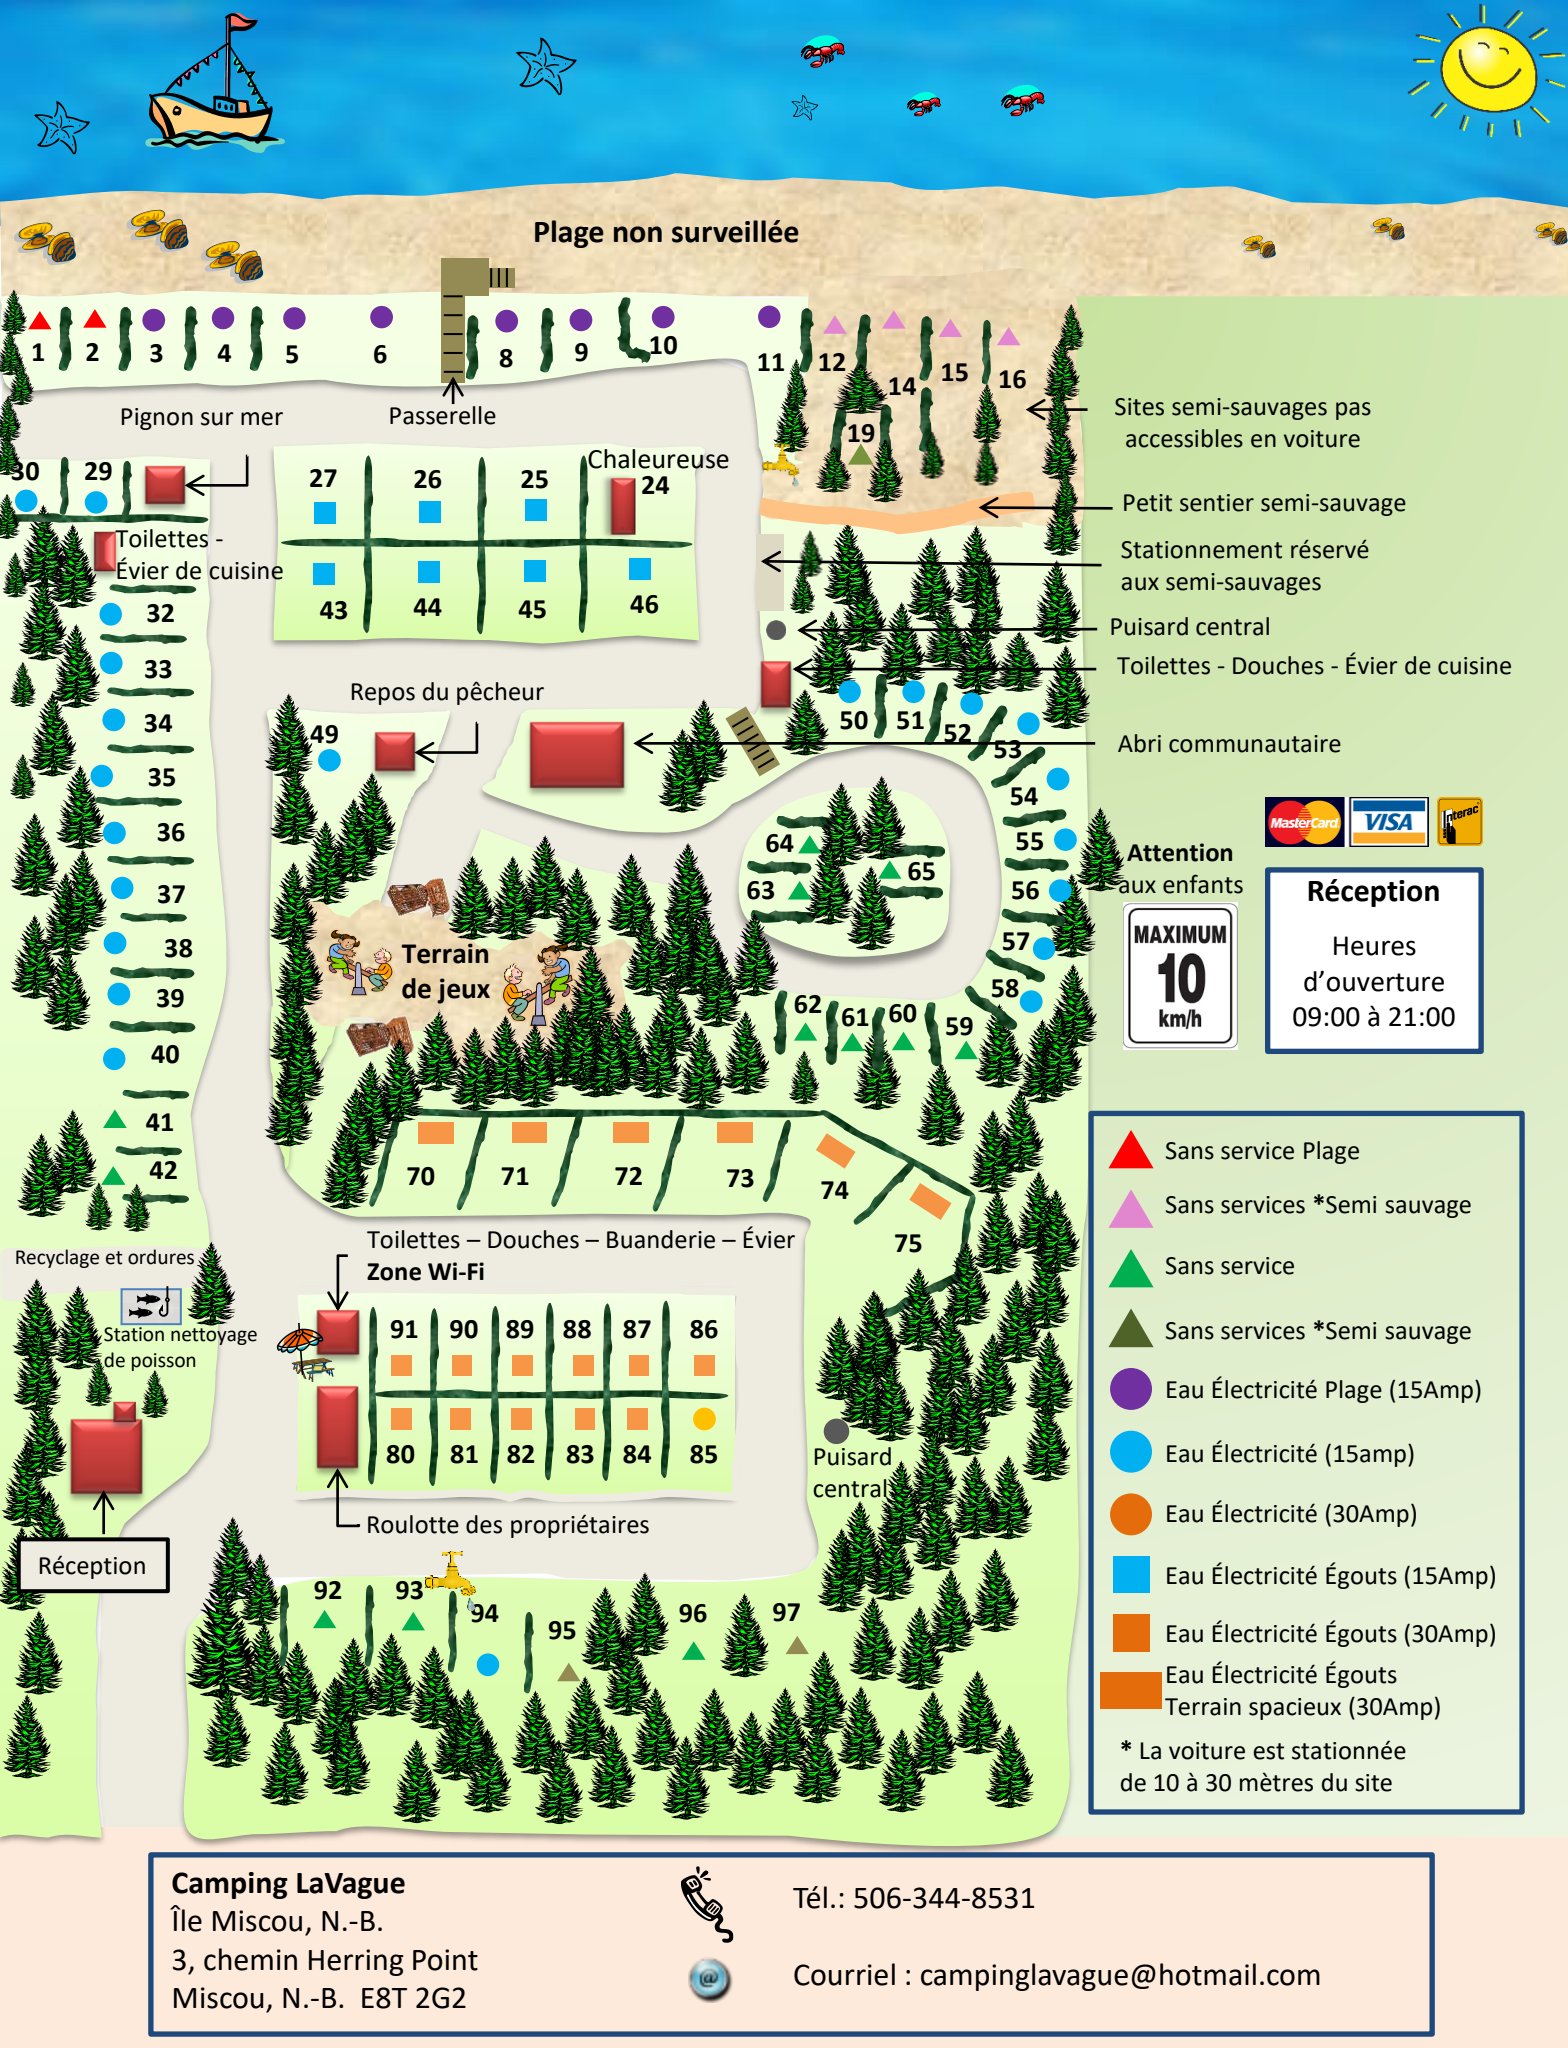 Plage non surveillée
1 2 3 4 5 6 8 9 10 11 12 14 15 16
Pignon sur mer
Passerelle
19
Sites semi-sauvages pas
accessibles en voiture
30 29
27 26 25
Chaleureuse
24
Petit sentier semi-sauvage
Toilettes -
Évier de cuisine
Stationnement réservé
aux semi-sauvages
43 44 45 46
32
Puisard central
33
Toilettes - Douches - Évier de cuisine
Repos du pêcheur
34
49
50 51 52 53
Abri communautaire
35
54
36
64
55
MasterCard
VISA
Interac
Attention
aux enfants
37
63
65
56
Réception
Heures
d’ouverture
09:00 à 21:00
MAXIMUM
10
km/h
38
Terrain
de jeux
57
39
58
62 61 60 59
40
41
42
70 71 72 73 74 75
Sans service Plage
Sans services *Semi sauvage
Sans service
Sans services *Semi sauvage
Eau Électricité Plage (15Amp)
Eau Électricité (15amp)
Eau Électricité (30Amp)
Eau Électricité Égouts (15Amp)
Eau Électricité Égouts (30Amp)
Eau Électricité Égouts
Terrain spacieux (30Amp)
* La voiture est stationnée
de 10 à 30 mètres du site
Toilettes – Douches – Buanderie – Évier
Zone Wi-Fi
Recyclage et ordures
Station nettoyage
de poisson
91 90 89 88 87 86
80 81 82 83 84 85
Puisard
central
Roulotte des propriétaires
Réception
92 93 94 95 96 97
Camping LaVague
Île Miscou, N.-B.
3, chemin Herring Point
Miscou, N.-B. E8T 2G2
Tél.: 506-344-8531
@
Courriel : campinglavague@hotmail.com